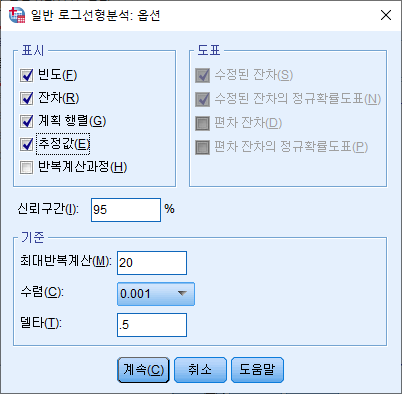 일반 로그선형분석: 옵션
표시
빈도(F)
잔차(R)
계획 행렬(G)
추정값(E)
반복계산과정(H)
도표
수정된 잔차(S)
수정된 잔차의 정규확률도표(N)
편차 잔차(D)
편차 잔차의 정규확률도표(P)
신뢰구간(I): 95 %
기준
최대반복계산(M): 20
수렴(C): 0.001
델타(T): .5
계속(C) 취소 도움말